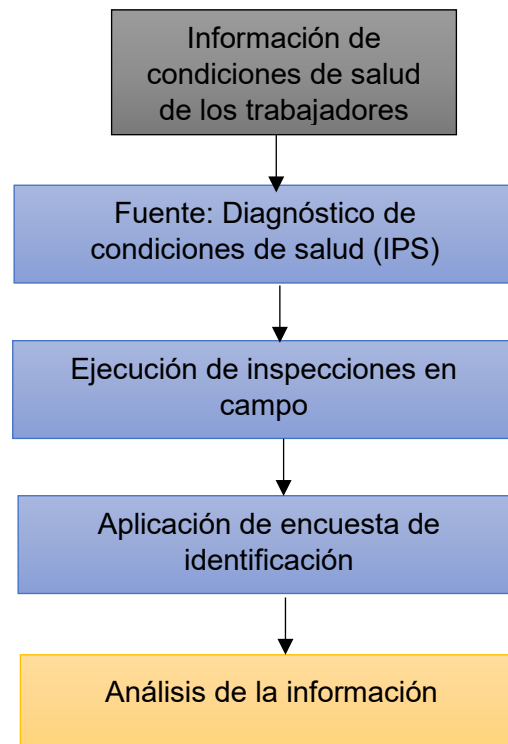 Información de
condiciones de salud
de los trabajadores
Fuente: Diagnóstico de
condiciones de salud (IPS)
Ejecución de inspecciones en
campo
Aplicación de encuesta de
identificación
Análisis de la información